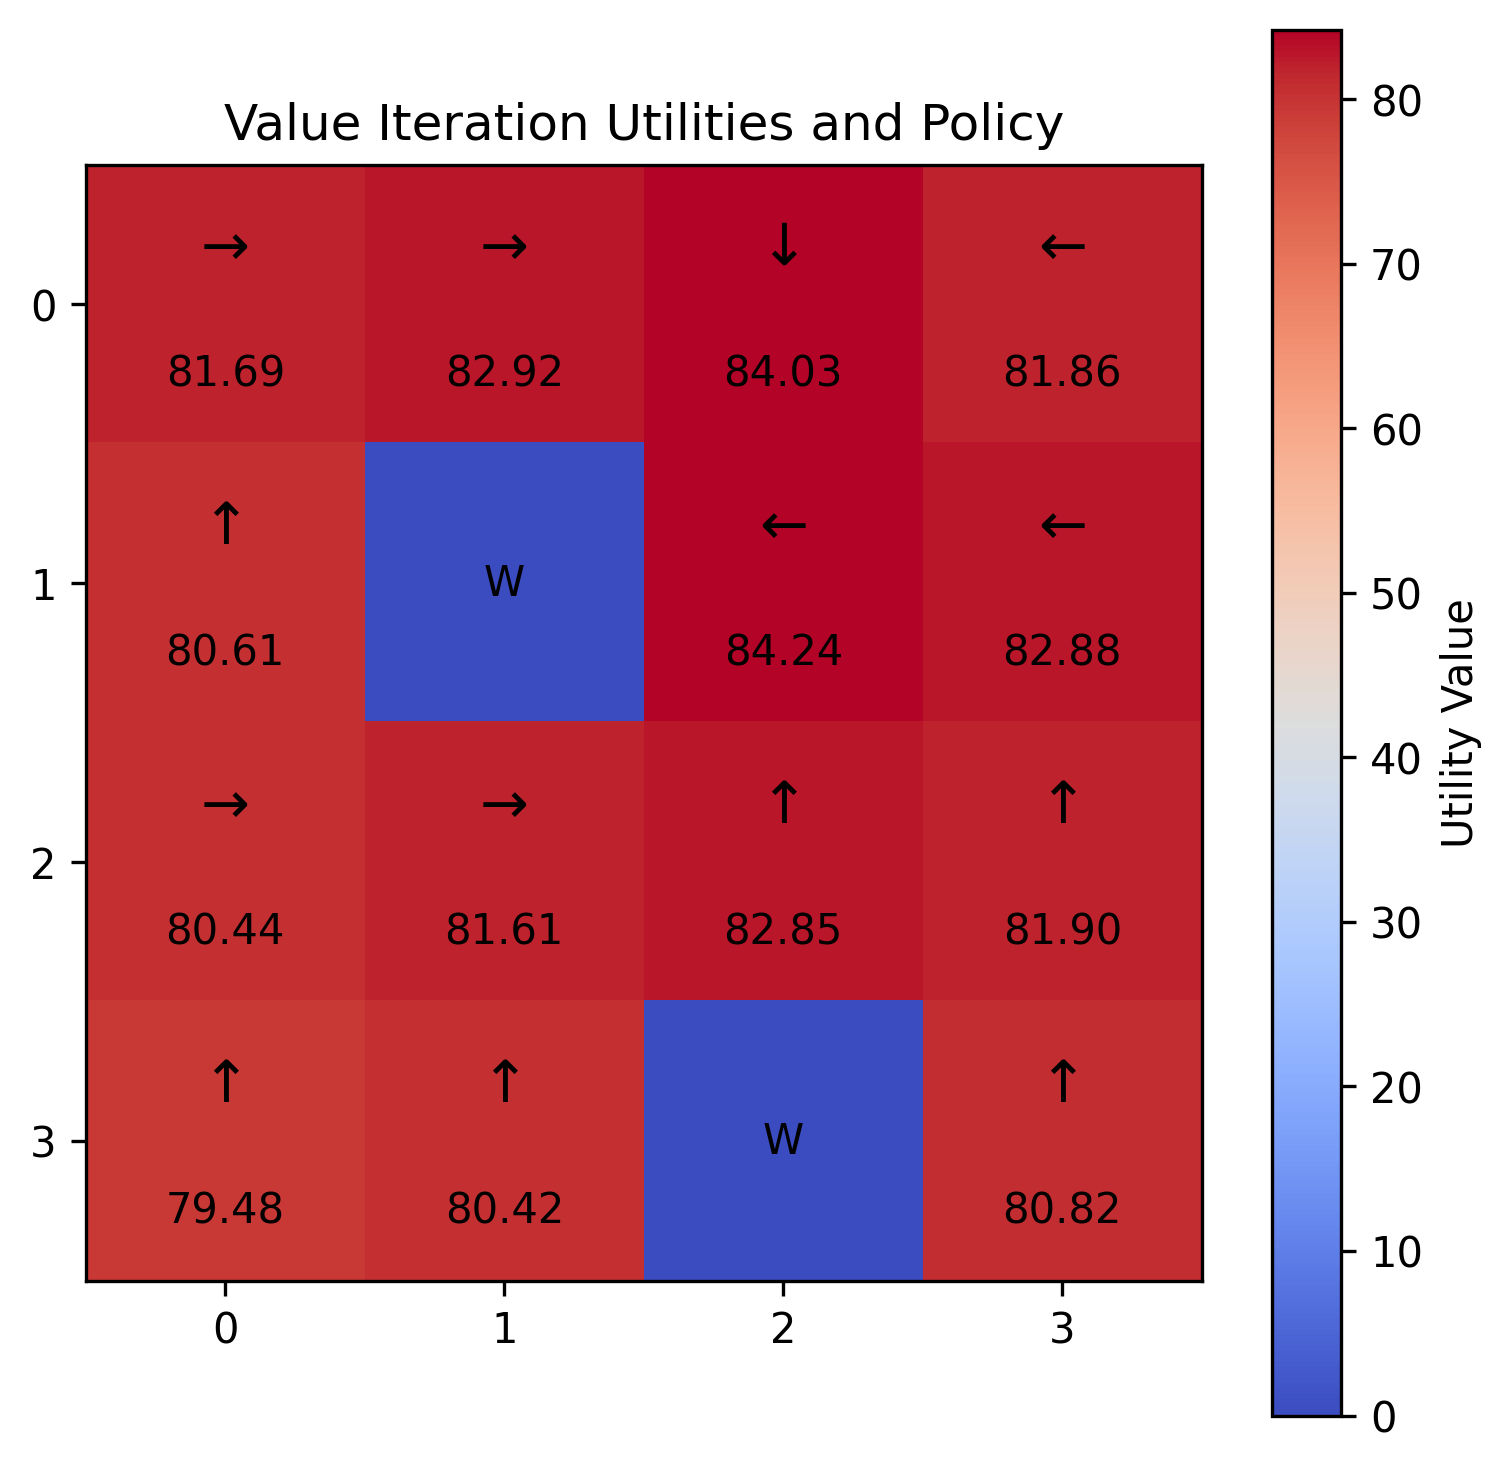 Value Iteration Utilities and Policy
→ → ↓ ←
0
81.69 82.92 84.03 81.86
↑ ← ←
1 W
80.61 84.24 82.88
→ → ↑ ↑
2
80.44 81.61 82.85 81.90
↑ ↑ ↑
3 W
79.48 80.42 80.82
0 1 2 3
80
70
60
50
40
30
20
10
0
Utility Value